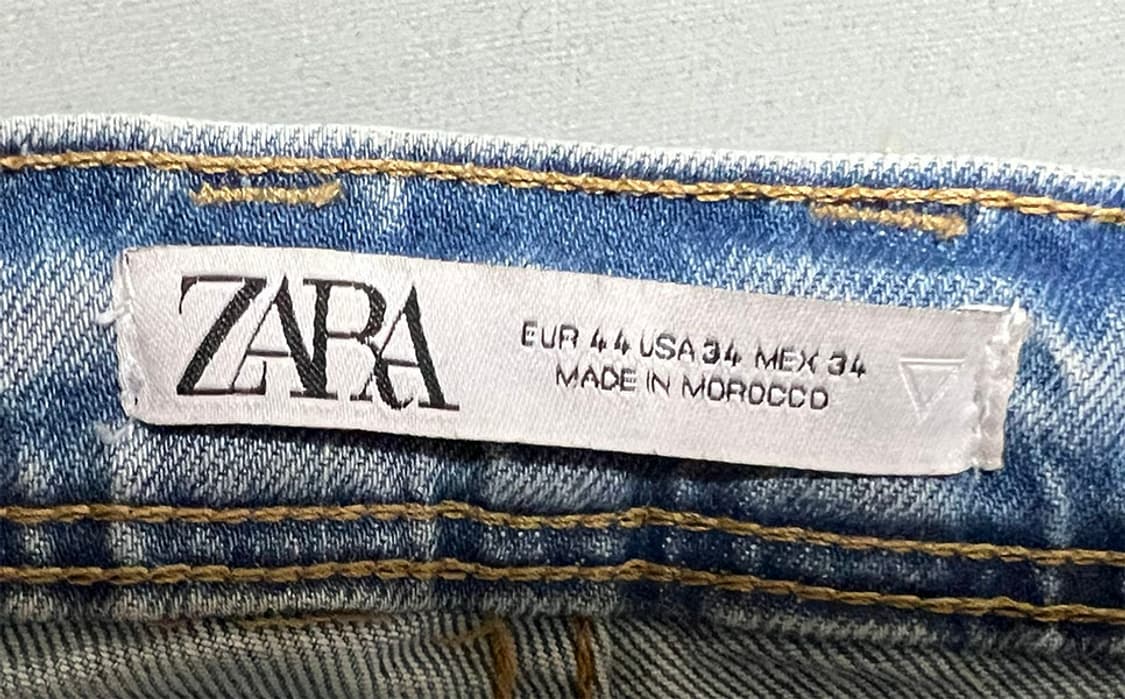 ZARA
EUR 44 USA 34 MEX 34
MADE IN MOROCCO